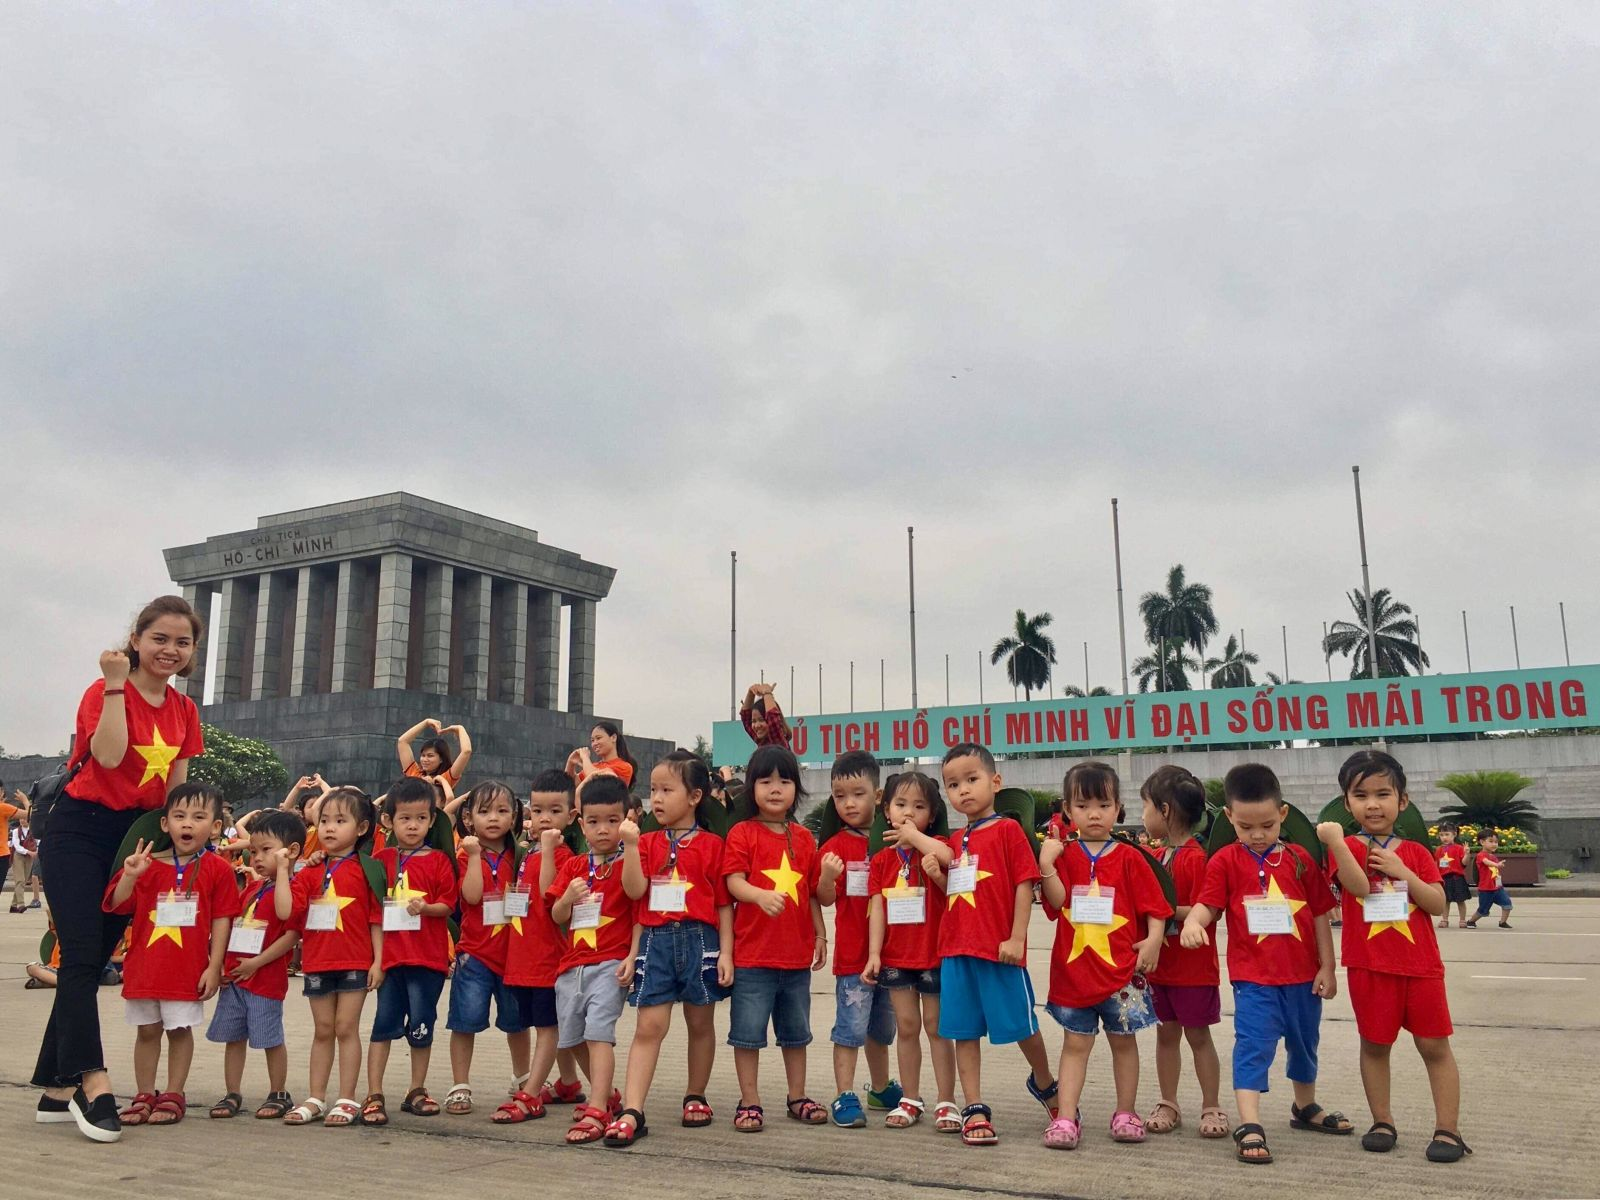 CHỦ TỊCH
HỒ-CHÍ-MINH
TỊCH HỒ CHÍ MINH VĨ ĐẠI SỐNG MÃI TRONG